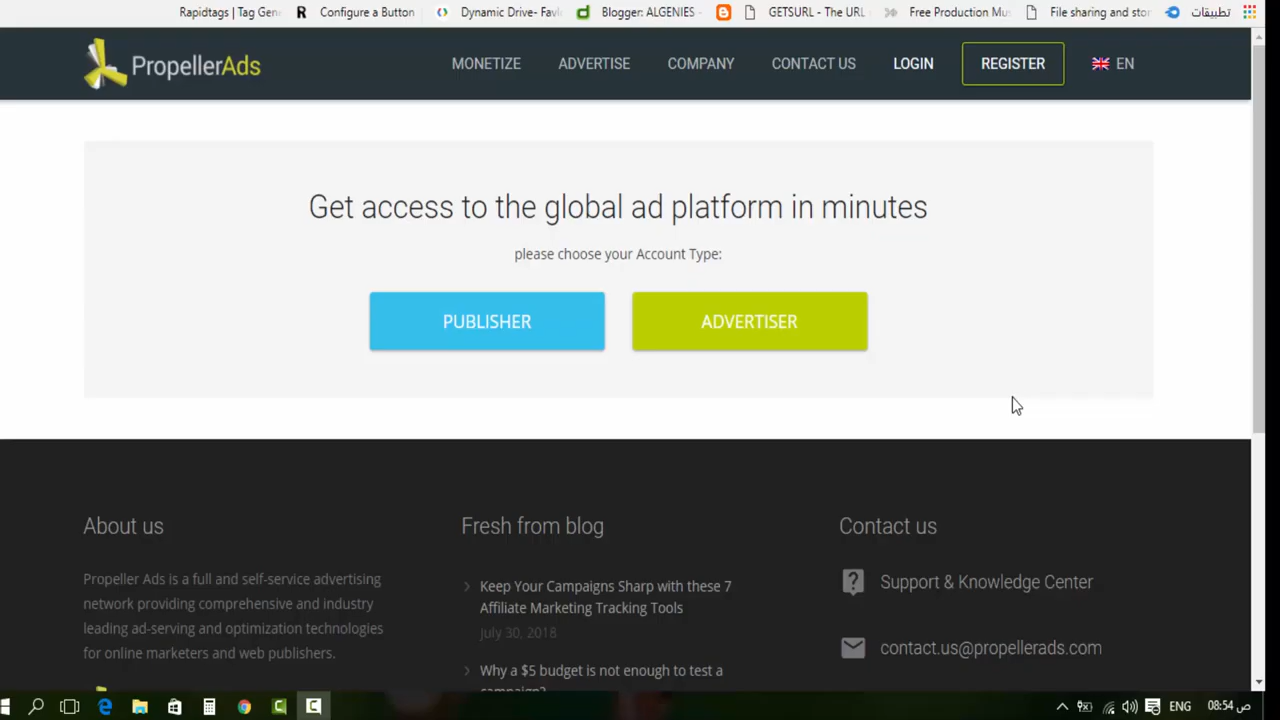 Rapidtags | Tag Gene
R Configure a Button
Dynamic Drive- Favi
d Blogger: ALGENIES -
GETSURL - The URL
Free Production Mus
File sharing and stor
تطبيقات
PropellerAds
MONETIZE
ADVERTISE
COMPANY
CONTACT US
LOGIN
REGISTER
EN
Get access to the global ad platform in minutes
please choose your Account Type:
PUBLISHER
ADVERTISER
About us
Propeller Ads is a full and self-service advertising
network providing comprehensive and industry
leading ad-serving and optimization technologies
for online marketers and web publishers.
Fresh from blog
Keep Your Campaigns Sharp with these 7
Affiliate Marketing Tracking Tools
July 30, 2018
Why a $5 budget is not enough to test a
campaign?
Contact us
Support & Knowledge Center
contact.us@propellerads.com
ENG
08:54 ص